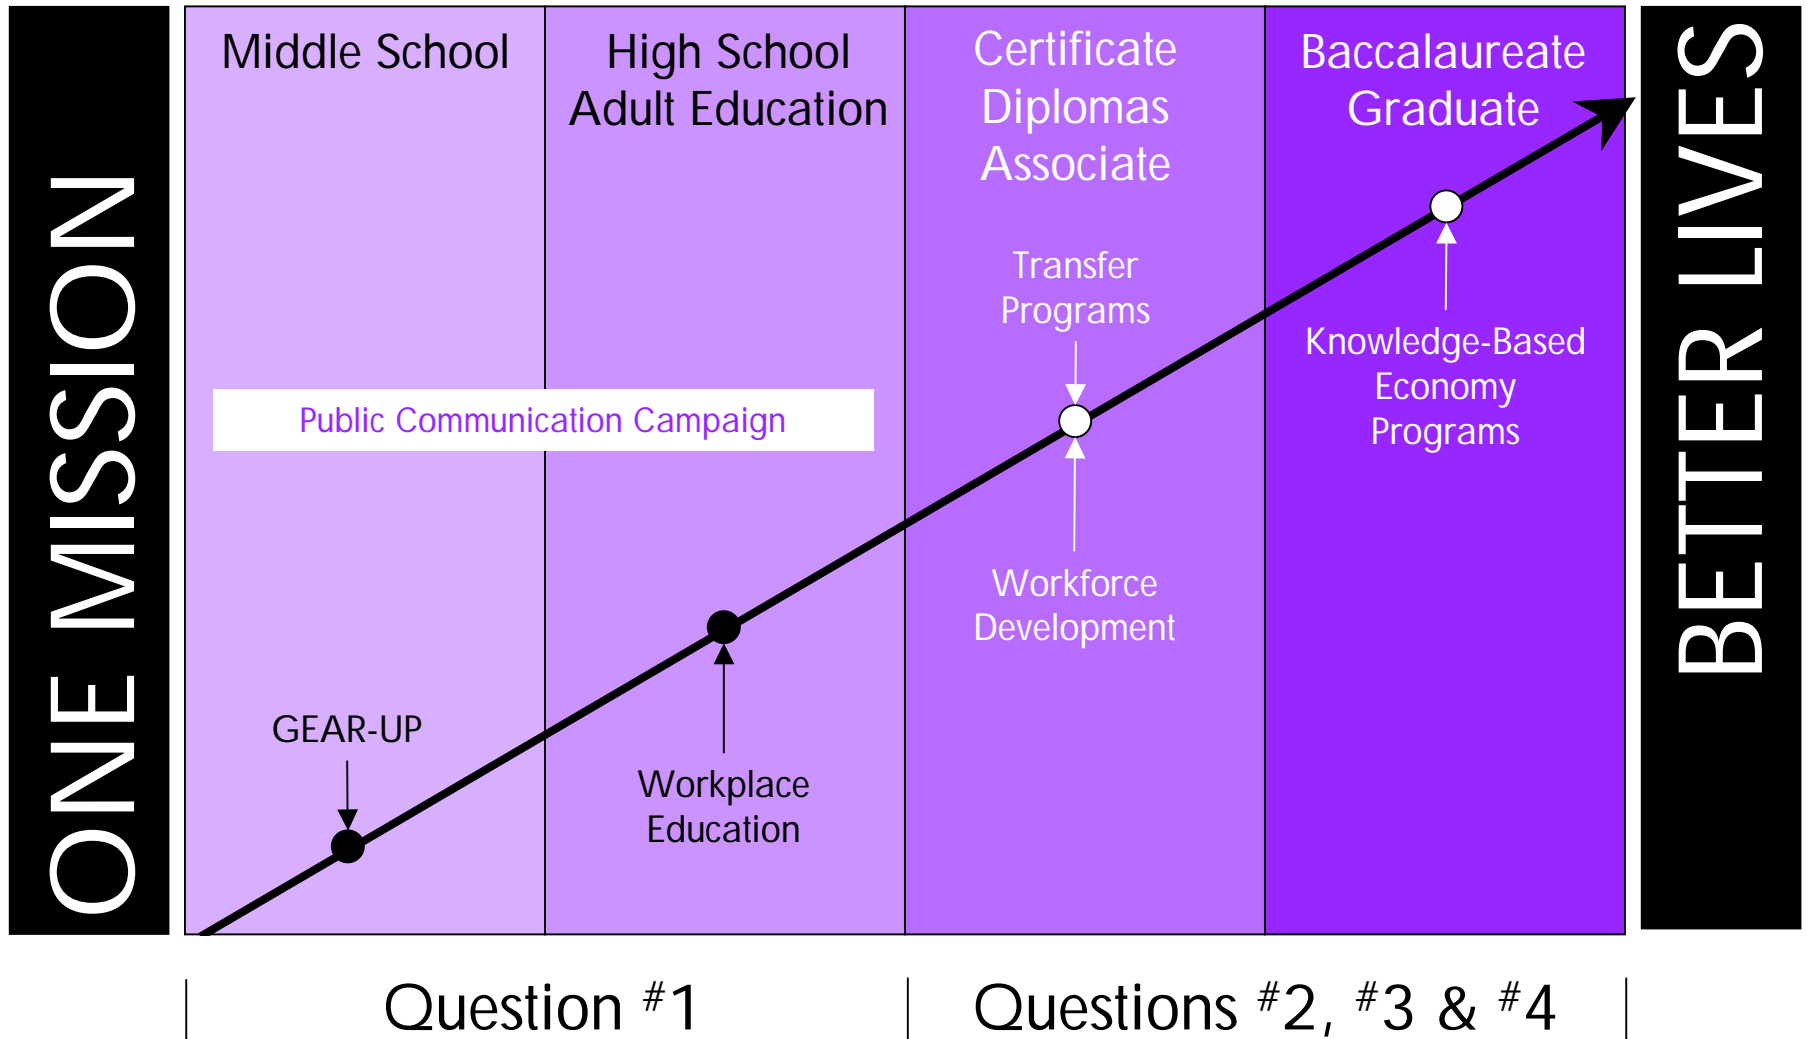 ONE MISSION
Middle School
High School
Adult Education
Certificate
Diplomas
Associate
Baccalaureate
Graduate
Transfer
Programs
Knowledge-Based
Economy
Programs
Public Communication Campaign
Workforce
Development
GEAR-UP
Workplace
Education
BETTER LIVES
Question #1
Questions #2, #3 & #4